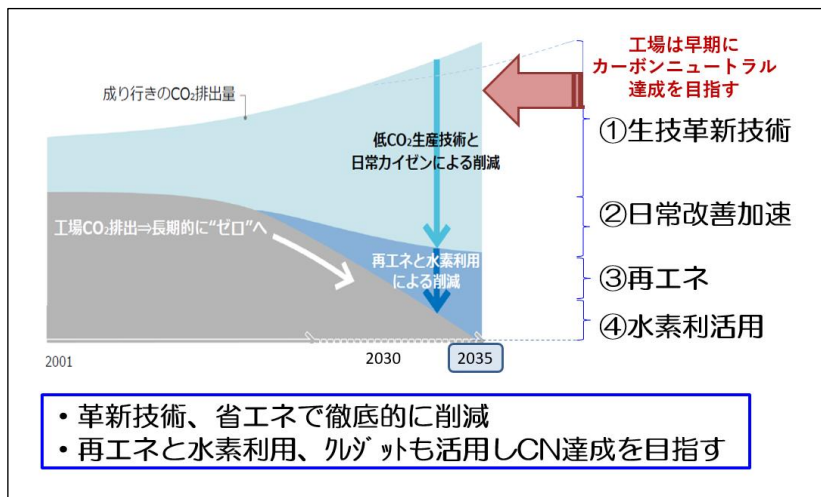 工場は早期に
カーボンニュートラル
達成を目指す
成り行きのCO₂排出量
低CO₂生産技術と
日常カイゼンによる削減
①生技革新技術
②日常改善加速
工場CO₂排出⇒長期的に“ゼロ”へ
再エネと水素利用
による削減
③再エネ
④水素利活用
2001
2030
2035
・革新技術、省エネで徹底的に削減
・再エネと水素利用、ｸﾚｼﾞｯﾄも活用しCN達成を目指す